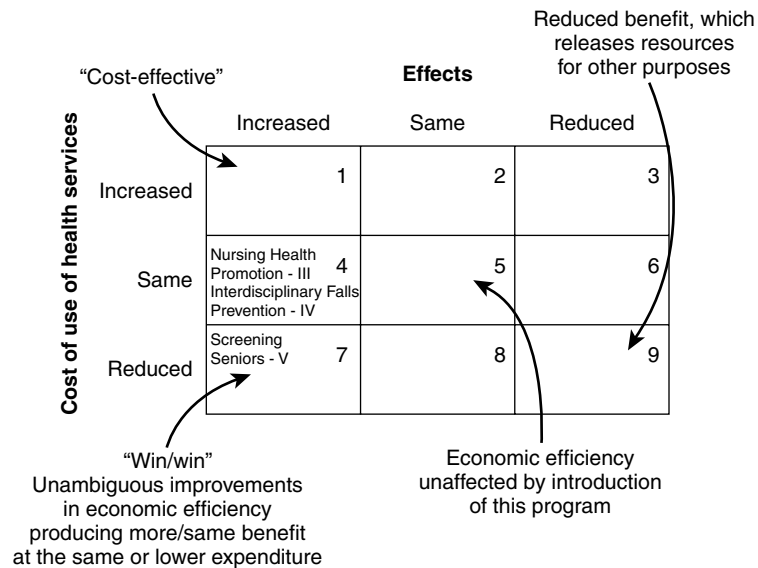 Reduced benefit, which
releases resources
for other purposes
“Cost-effective”
Effects
Increased
Same
Reduced
Cost of use of health services
Increased
1
2
3
Same
Nursing Health
Promotion - III
Interdisciplinary Falls
Prevention - IV
4
5
6
Reduced
Screening
Seniors - V
7
8
9
“Win/win”
Unambiguous improvements
in economic efficiency
producing more/same benefit
at the same or lower expenditure
Economic efficiency
unaffected by introduction
of this program